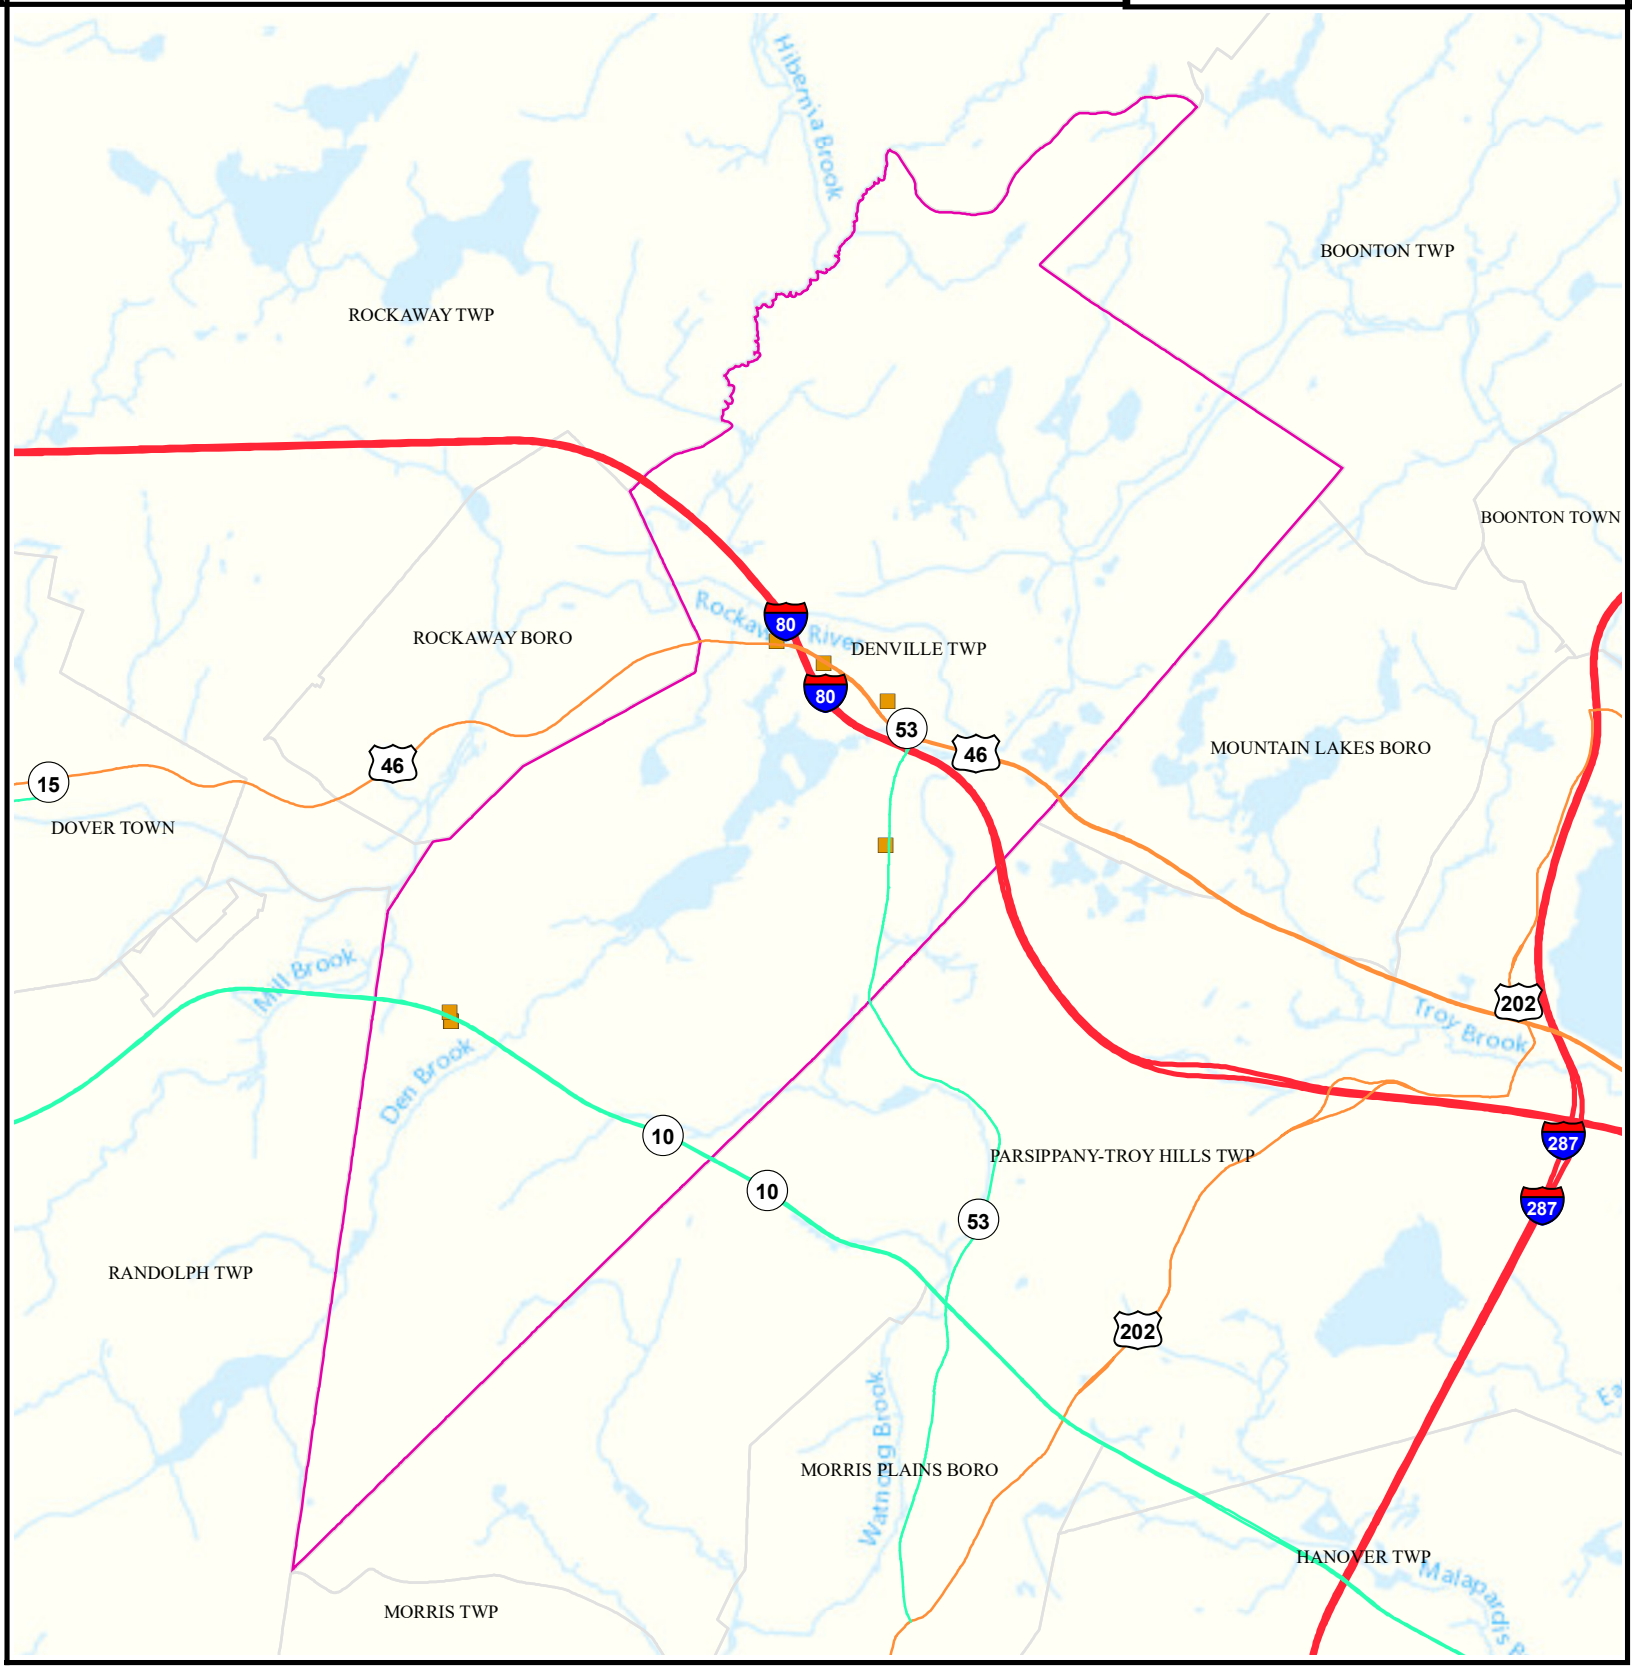 Hibernia Brook
BOONTON TWP
ROCKAWAY TWP
BOONTON TOWN
Rockaway River
80
ROCKAWAY BORO
DENVILLE TWP
80
53
46
MOUNTAIN LAKES BORO
46
15
DOVER TOWN
Mill Brook
202
Troy Brook
Den Brook
10
287
PARSIPPANY-TROY HILLS TWP
10
287
53
RANDOLPH TWP
202
Ea
Watnong Brook
MORRIS PLAINS BORO
HANOVER TWP
Malapardis B
MORRIS TWP